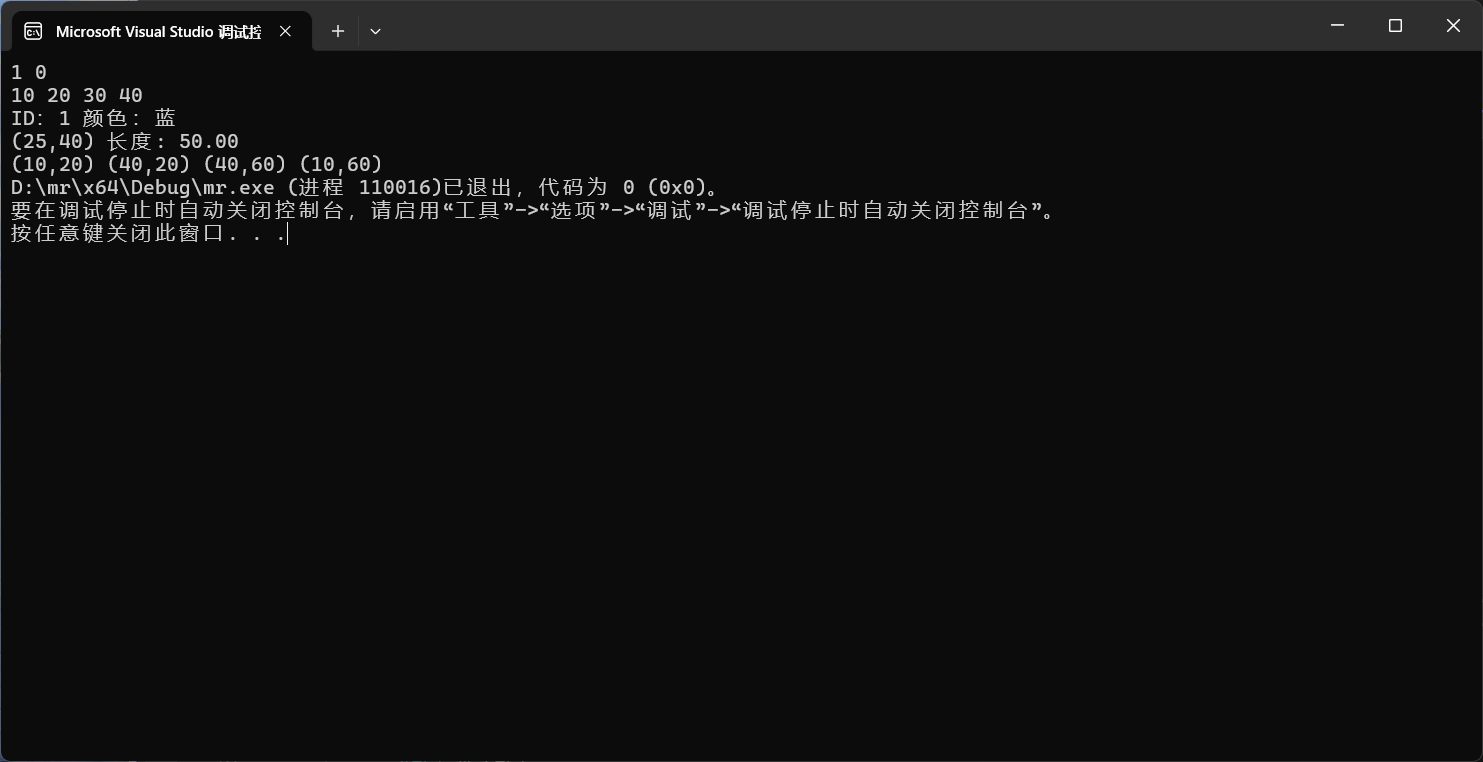 Microsoft Visual Studio 调试控
1 0
10 20 30 40
ID: 1 颜色: 蓝
(25,40) 长度: 50.00
(10,20) (40,20) (40,60) (10,60)
D:\mr\x64\Debug\mr.exe (进程 110016)已退出，代码为 0 (0x0)。
要在调试停止时自动关闭控制台，请启用“工具”->“选项”->“调试”->“调试停止时自动关闭控制台”。
按任意键关闭此窗口. . .